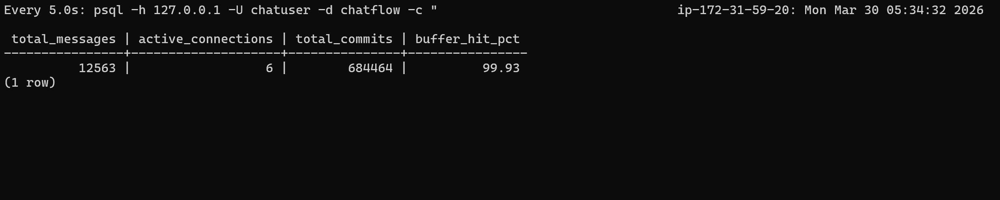 Every 5.0s: psql -h 127.0.0.1 -U chatuser -d chatflow -c "                                ip-172-31-59-20: Mon Mar 30 05:34:32 2026
 total_messages | active_connections | total_commits | buffer_hit_pct
----------------+--------------------+---------------+----------------
          12563 |                  6 |        684464 |          99.93
(1 row)